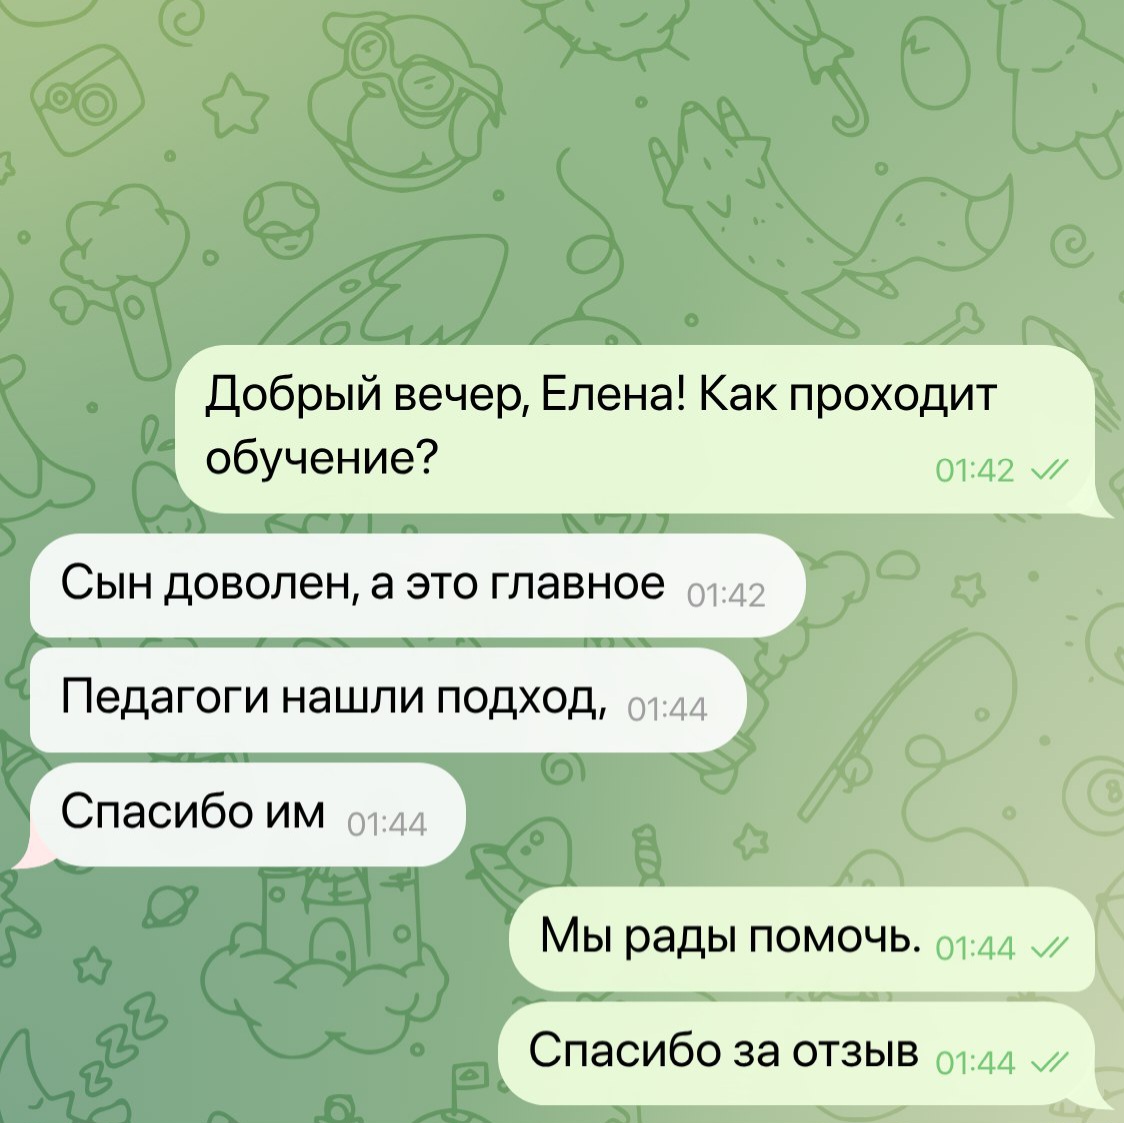 Добрый вечер, Елена! Как проходит
обучение?
01:42
Сын доволен, а это главное 01:42
Педагоги нашли подход, 01:44
Спасибо им 01:44
Мы рады помочь. 01:44
Спасибо за отзыв 01:44